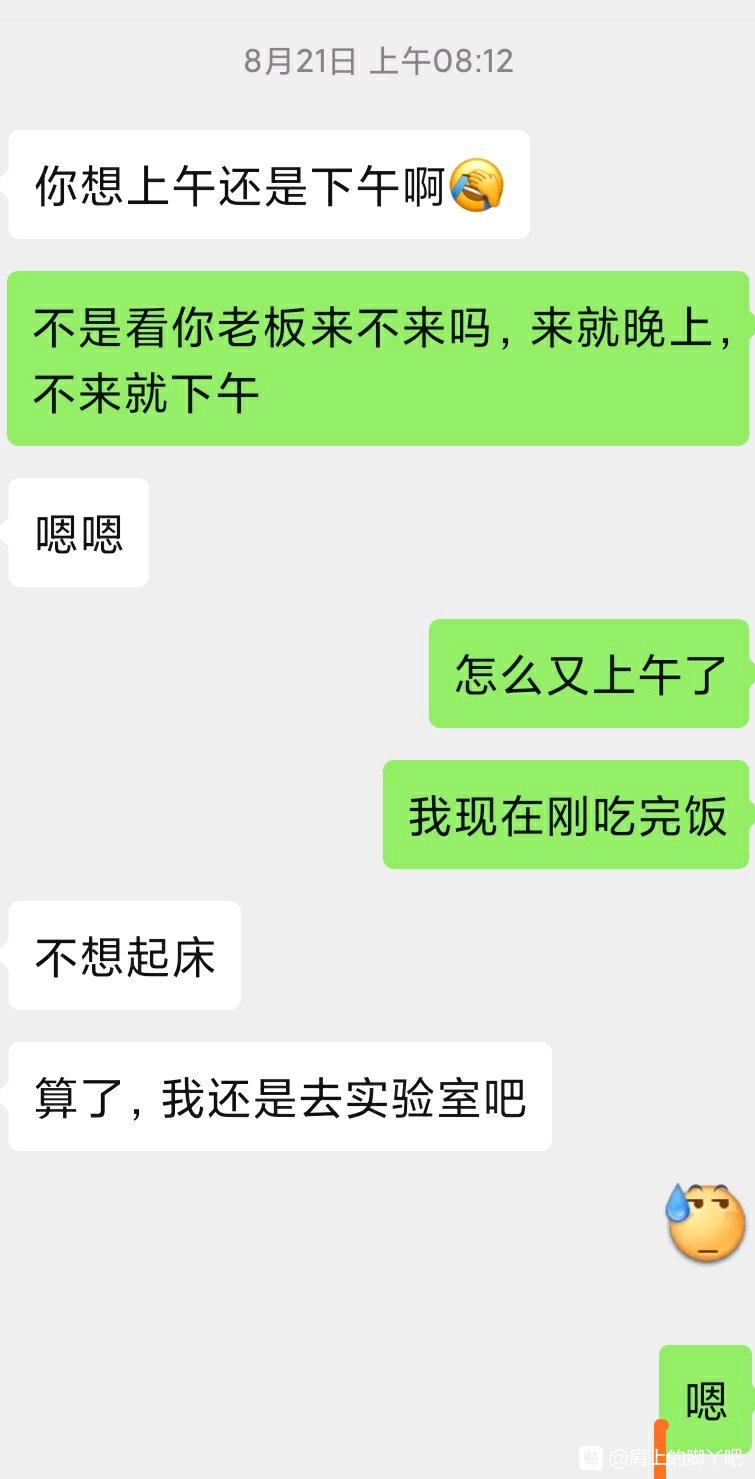 8月21日 上午08:12
你想上午还是下午啊🤦
不是看你老板来不来吗，来就晚上，
不来就下午
嗯嗯
怎么又上午了
我现在刚吃完饭
不想起床
算了，我还是去实验室吧
嗯
贴 @肩上的脚丫吧